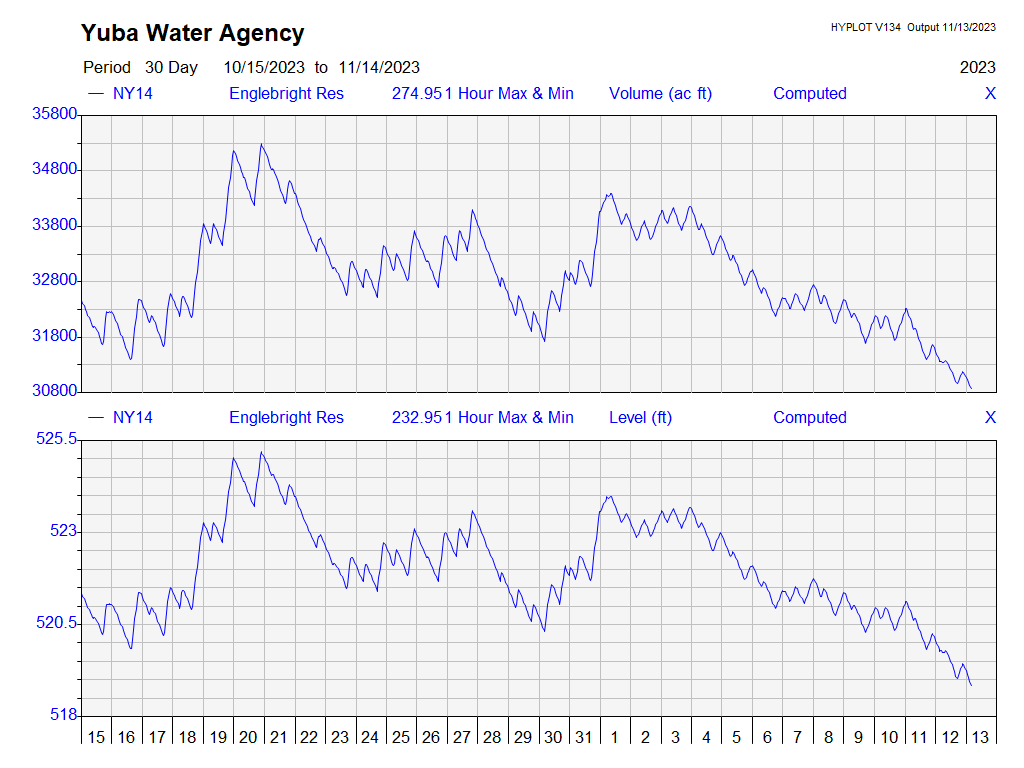 Yuba Water Agency
HYPLOT V134 Output 11/13/2023
Period 30 Day 10/15/2023 to 11/14/2023 2023
NY14 Englebright Res 274.951 Hour Max & Min Volume (ac ft) Computed X
35800
34800
33800
32800
31800
30800
NY14 Englebright Res 232.951 Hour Max & Min Level (ft) Computed X
525.5
523
520.5
518
15 16 17 18 19 20 21 22 23 24 25 26 27 28 29 30 31 1 2 3 4 5 6 7 8 9 10 11 12 13